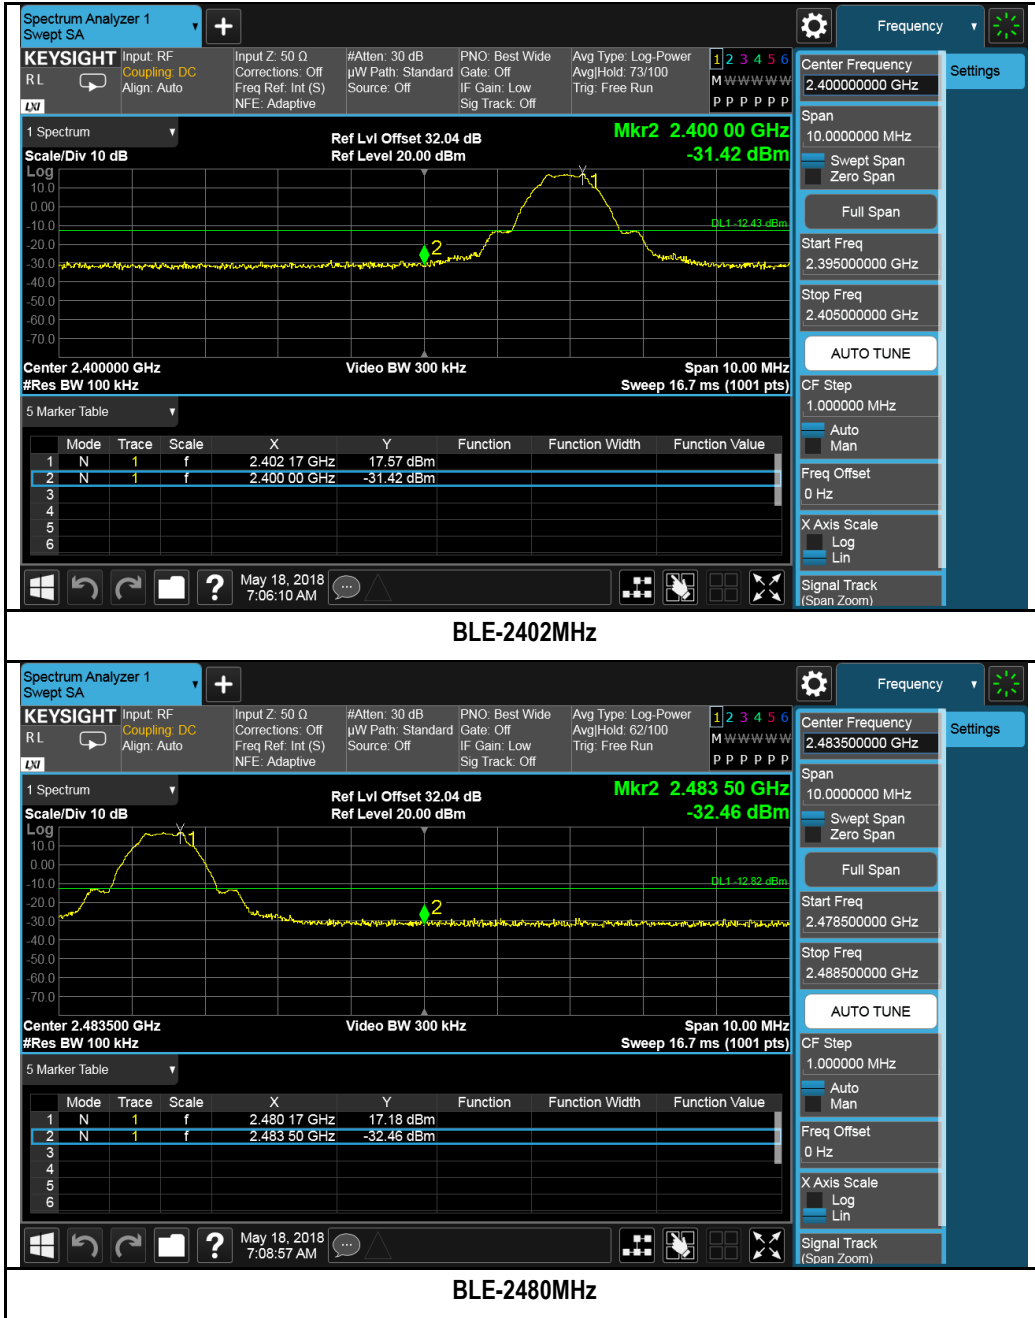 Spectrum Analyzer 1
Swept SA
Frequency
KEYSIGHT
R L
LXI
Input: RF
Coupling: DC
Align: Auto
Input Z: 50 Ω
Corrections: Off
Freq Ref: Int (S)
NFE: Adaptive
#Atten: 30 dB
µW Path: Standard
Source: Off
PNO: Best Wide
Gate: Off
IF Gain: Low
Sig Track: Off
Avg Type: Log-Power
Avg|Hold: 73/100
Trig: Free Run
1 2 3 4 5 6
M W W W W W
P P P P P P
1 Spectrum
Scale/Div 10 dB
Ref Lvl Offset 32.04 dB
Ref Level 20.00 dBm
Mkr2 2.400 00 GHz
-31.42 dBm
Log
10.0
0.00
-10.0
-20.0
-30.0
-40.0
-50.0
-60.0
-70.0
1
2
DL1 -12.43 dBm
Center 2.400000 GHz
#Res BW 100 kHz
Video BW 300 kHz
Span 10.00 MHz
Sweep 16.7 ms (1001 pts)
5 Marker Table
Mode Trace Scale X Y Function Function Width Function Value
1 N 1 f 2.402 17 GHz 17.57 dBm
2 N 1 f 2.400 00 GHz -31.42 dBm
3
4
5
6
May 18, 2018
7:06:10 AM
Center Frequency
2.400000000 GHz
Settings
Span
10.0000000 MHz
Swept Span
Zero Span
Full Span
Start Freq
2.395000000 GHz
Stop Freq
2.405000000 GHz
AUTO TUNE
CF Step
1.000000 MHz
Auto
Man
Freq Offset
0 Hz
X Axis Scale
Log
Lin
Signal Track
(Span Zoom)
BLE-2402MHz
Spectrum Analyzer 1
Swept SA
Frequency
KEYSIGHT
R L
LXI
Input: RF
Coupling: DC
Align: Auto
Input Z: 50 Ω
Corrections: Off
Freq Ref: Int (S)
NFE: Adaptive
#Atten: 30 dB
µW Path: Standard
Source: Off
PNO: Best Wide
Gate: Off
IF Gain: Low
Sig Track: Off
Avg Type: Log-Power
Avg|Hold: 62/100
Trig: Free Run
1 2 3 4 5 6
M W W W W W
P P P P P P
1 Spectrum
Scale/Div 10 dB
Ref Lvl Offset 32.04 dB
Ref Level 20.00 dBm
Mkr2 2.483 50 GHz
-32.46 dBm
Log
10.0
0.00
-10.0
-20.0
-30.0
-40.0
-50.0
-60.0
-70.0
1
2
DL1 -12.82 dBm
Center 2.483500 GHz
#Res BW 100 kHz
Video BW 300 kHz
Span 10.00 MHz
Sweep 16.7 ms (1001 pts)
5 Marker Table
Mode Trace Scale X Y Function Function Width Function Value
1 N 1 f 2.480 17 GHz 17.18 dBm
2 N 1 f 2.483 50 GHz -32.46 dBm
3
4
5
6
May 18, 2018
7:08:57 AM
Center Frequency
2.483500000 GHz
Settings
Span
10.0000000 MHz
Swept Span
Zero Span
Full Span
Start Freq
2.478500000 GHz
Stop Freq
2.488500000 GHz
AUTO TUNE
CF Step
1.000000 MHz
Auto
Man
Freq Offset
0 Hz
X Axis Scale
Log
Lin
Signal Track
(Span Zoom)
BLE-2480MHz